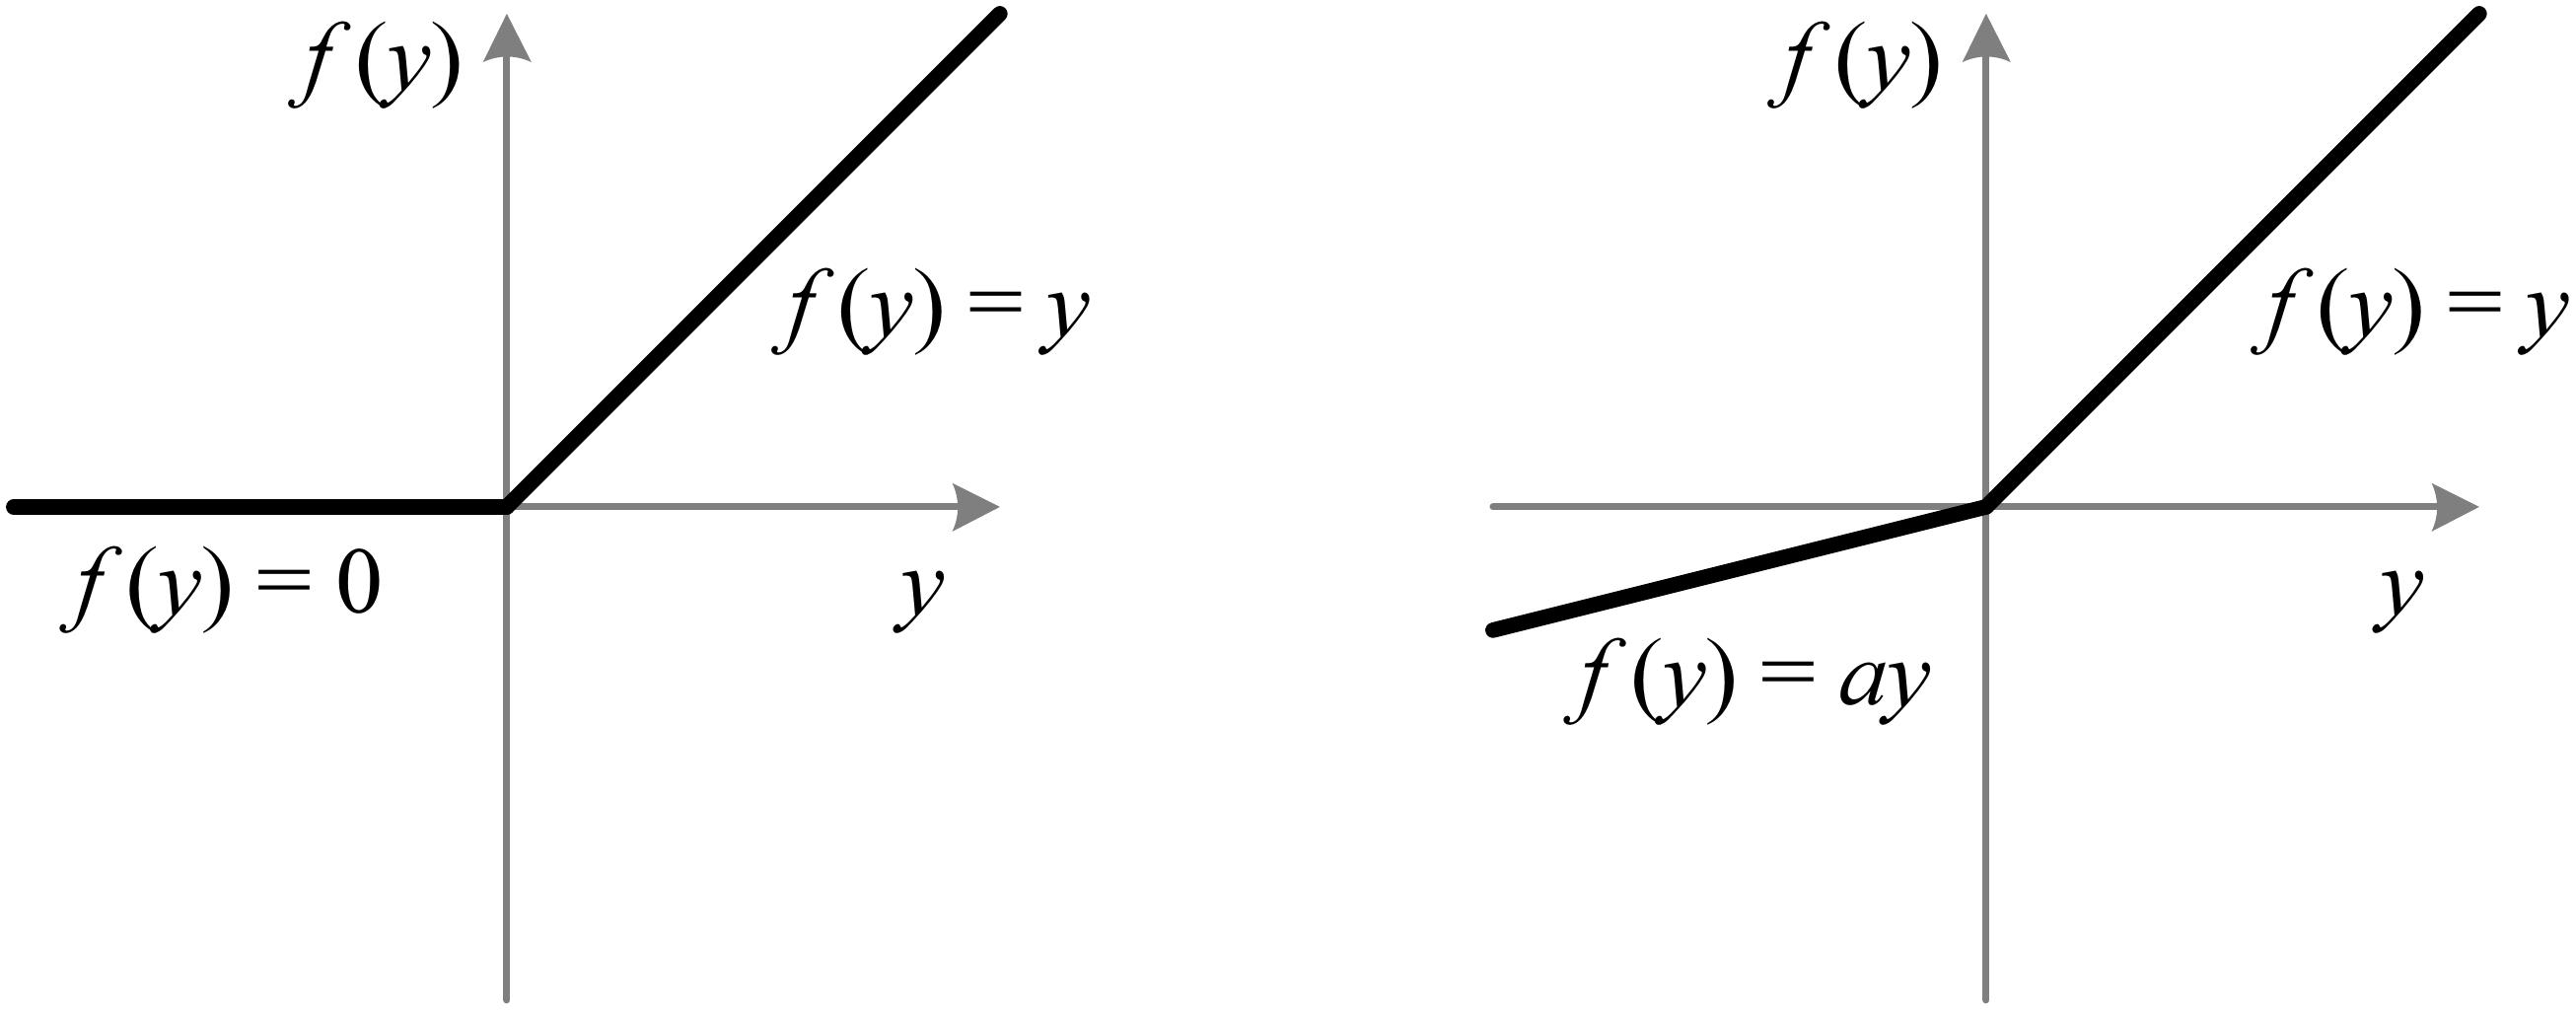 f(y)
f(y) = y
f(y) = 0
y
f(y)
f(y) = y
f(y) = ay
y